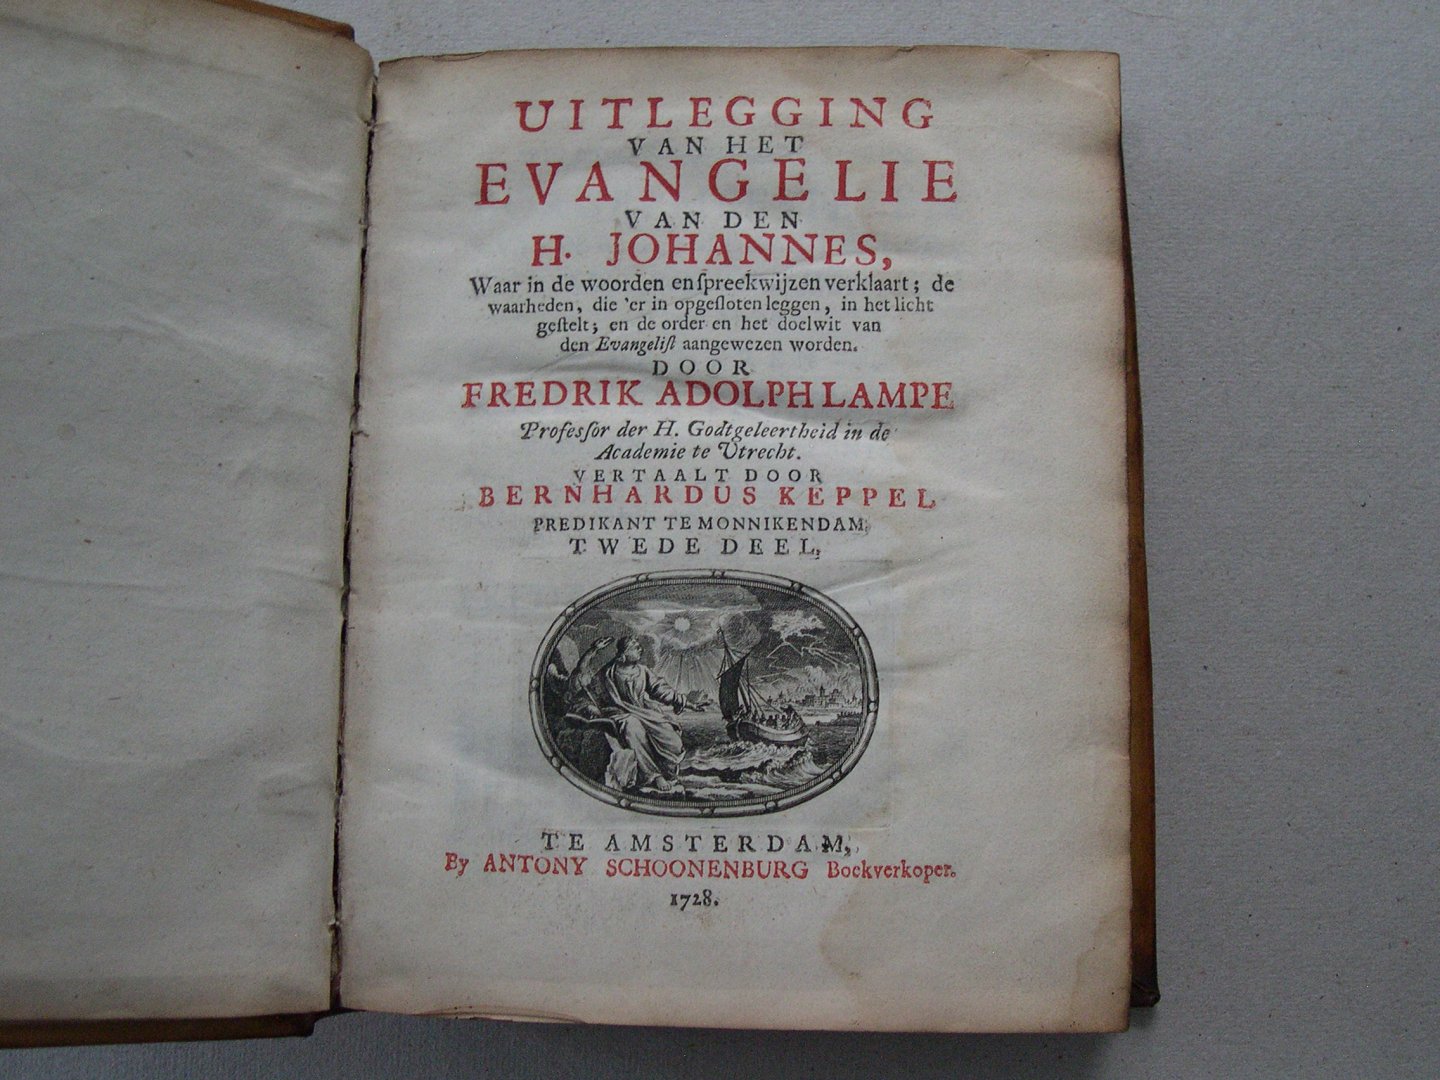 UITLEGGING
VAN HET
EVANGELIE
VAN DEN
H. JOHANNES,
Waar in de woorden en ſpreekwijzen verklaart; de
waarheden, die 'er in opgeſloten leggen, in het licht
geſtelt; en de order en het doelwit van
den Evangeliſt aangewezen worden.
DOOR
FREDRIK ADOLPH LAMPE
Profeſſor der H. Godtgeleertheid in de
Academie te Utrecht.
VERTAALT DOOR
BERNHARDUS KEPPEL
PREDIKANT TE MONNIKENDAM.
TWEDE DEEL,
TE AMSTERDAM,
By ANTONY SCHOONENBURG Boekverkoper.
1728.